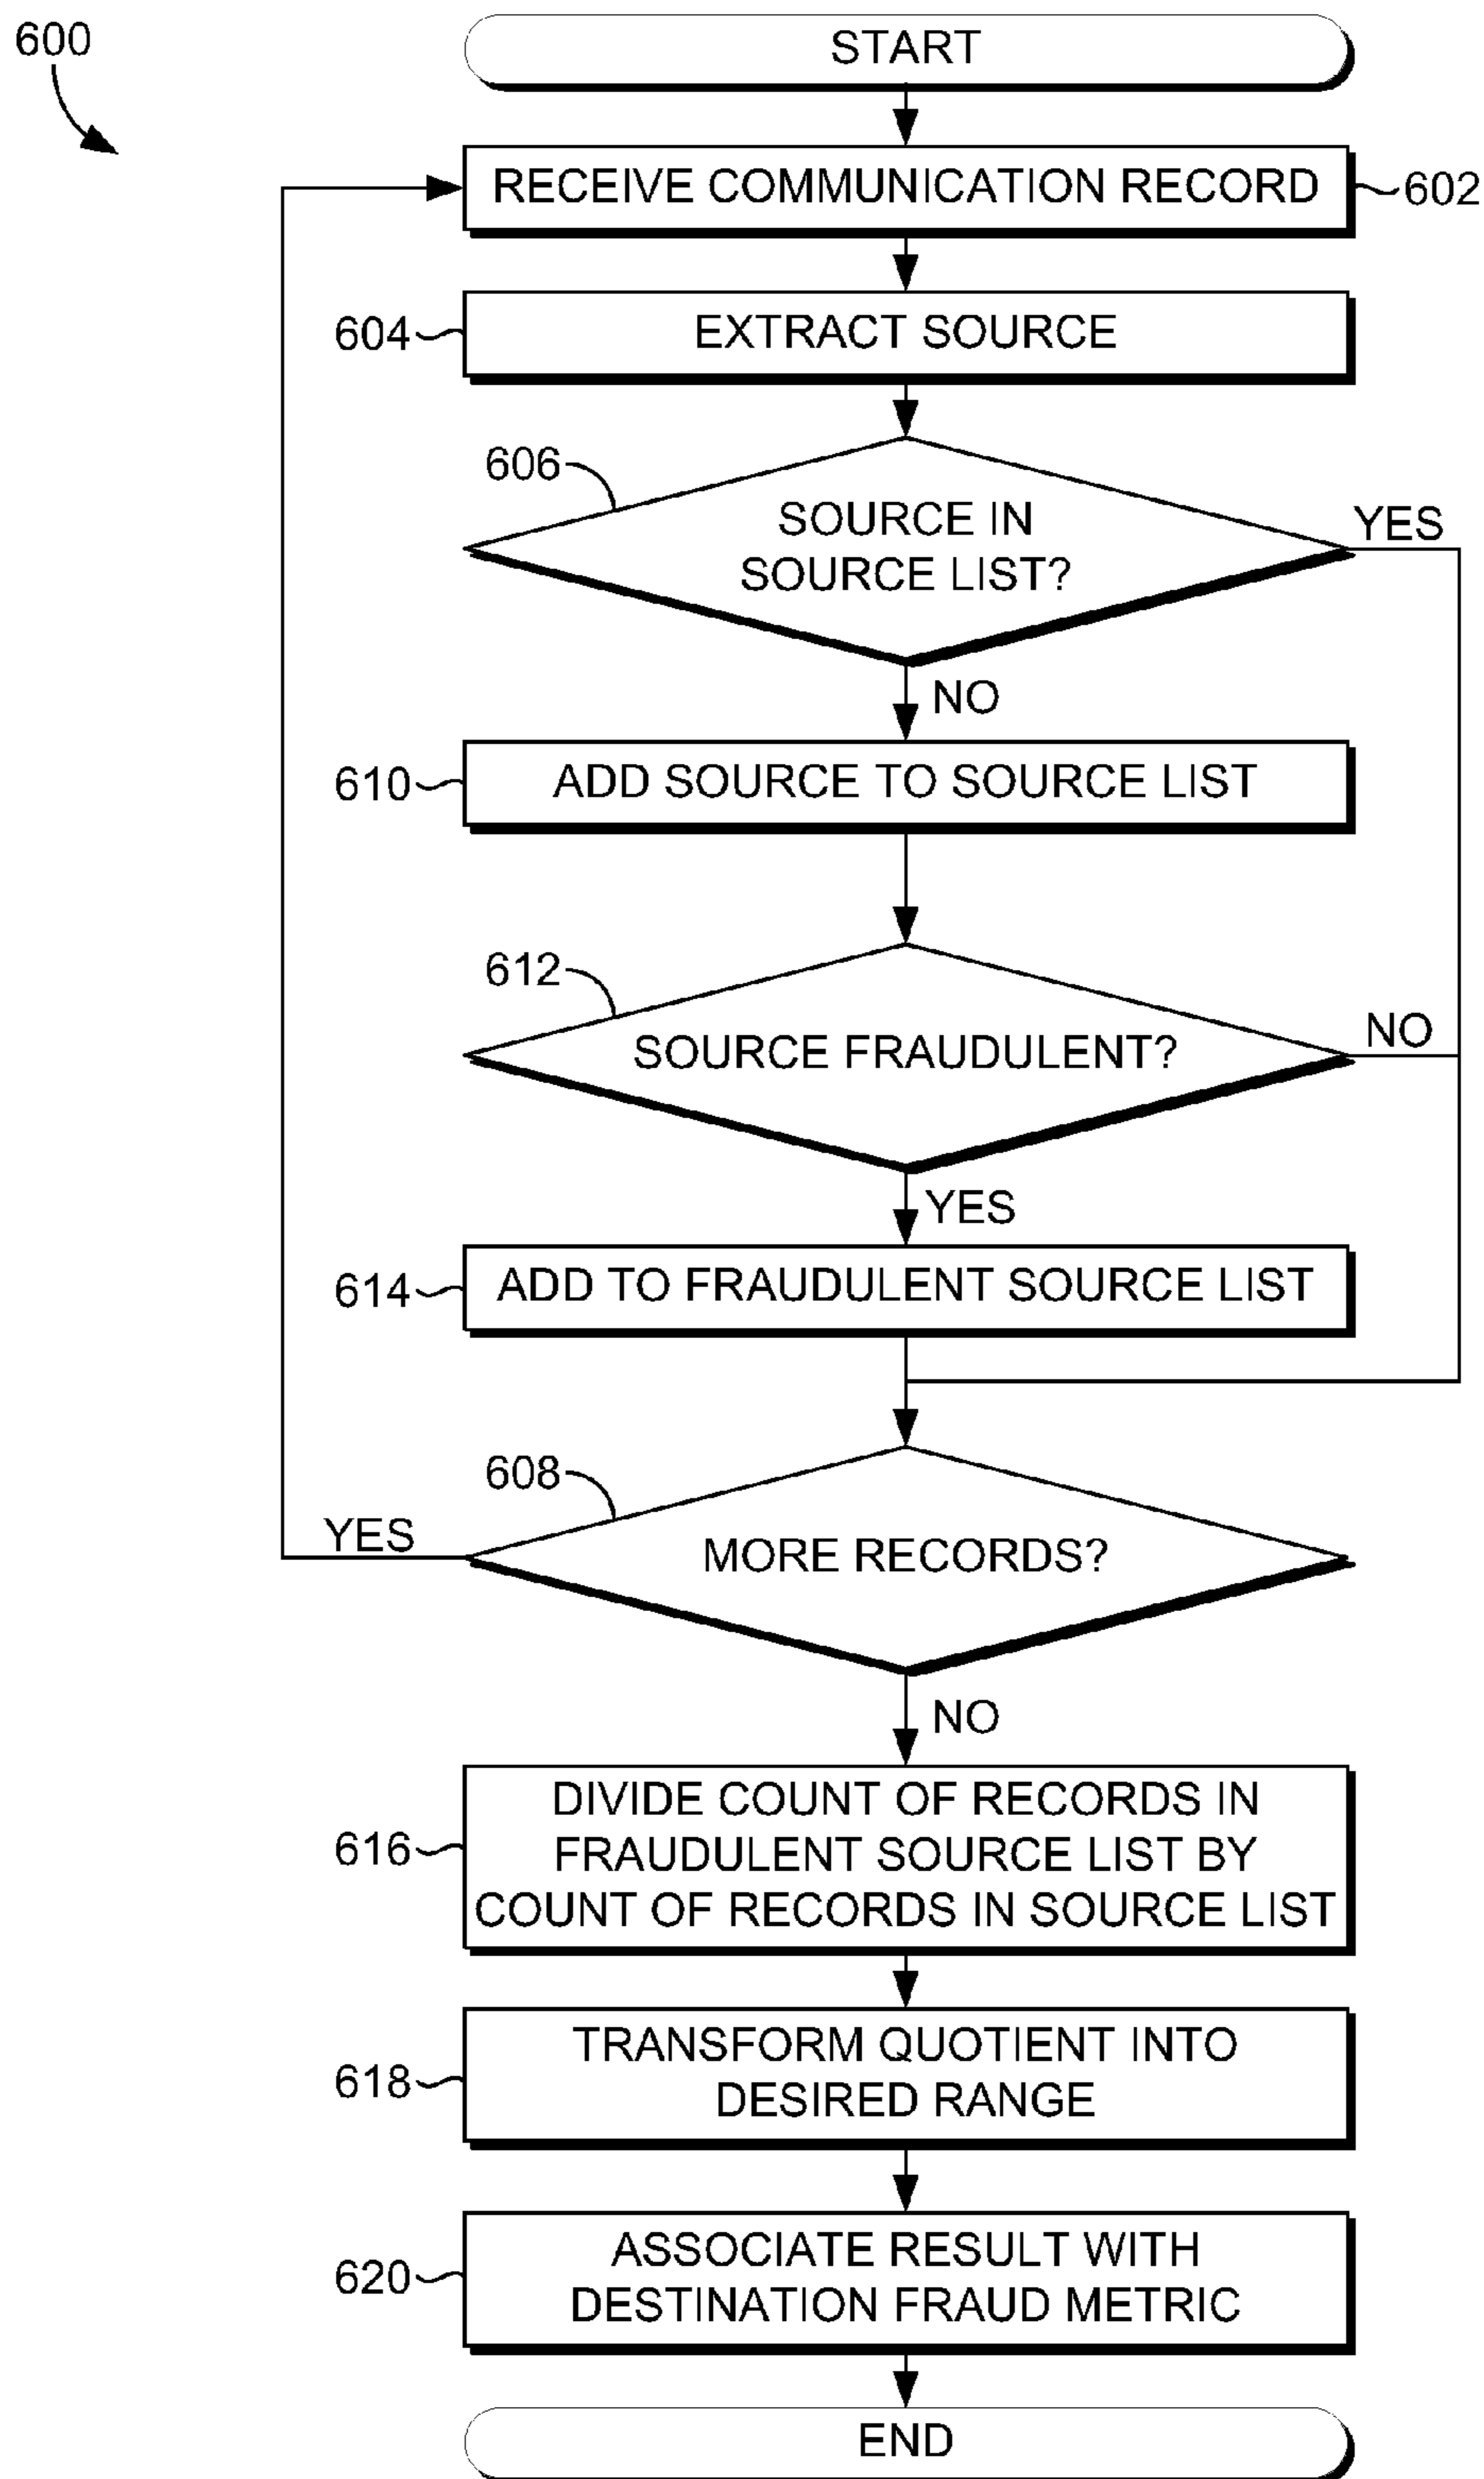 600
START
RECEIVE COMMUNICATION RECORD
602
604
EXTRACT SOURCE
606
SOURCE IN
SOURCE LIST?
YES
NO
610
ADD SOURCE TO SOURCE LIST
612
SOURCE FRAUDULENT?
NO
YES
614
ADD TO FRAUDULENT SOURCE LIST
608
YES
MORE RECORDS?
NO
616
DIVIDE COUNT OF RECORDS IN
FRAUDULENT SOURCE LIST BY
COUNT OF RECORDS IN SOURCE LIST
618
TRANSFORM QUOTIENT INTO
DESIRED RANGE
620
ASSOCIATE RESULT WITH
DESTINATION FRAUD METRIC
END